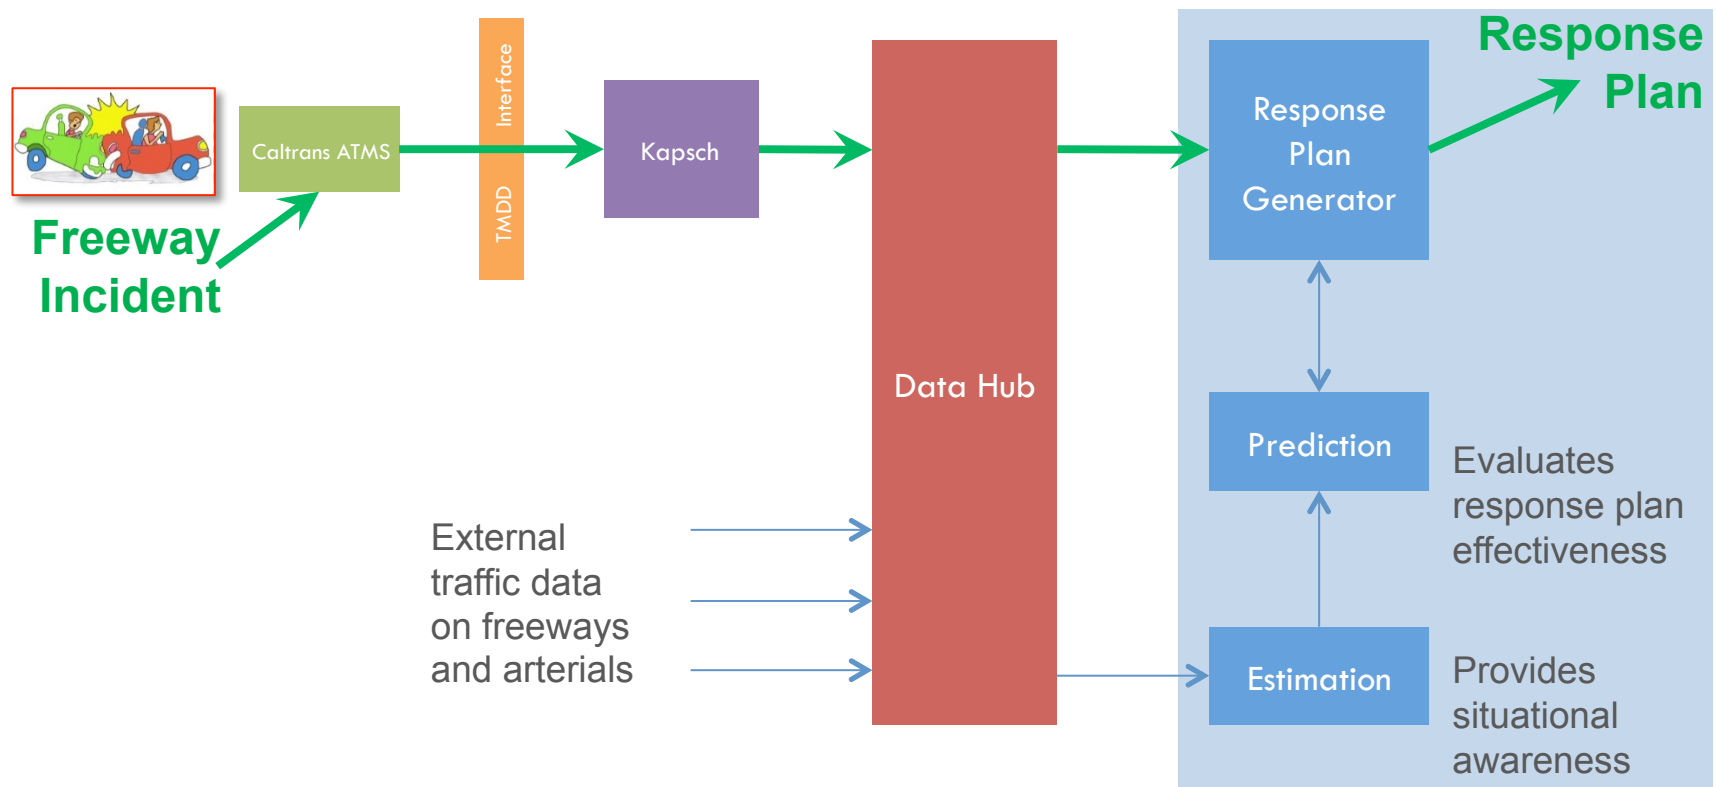 Freeway
Incident
Caltrans ATMS
TMDD Interface
Kapsch
Data Hub
External
traffic data
on freeways
and arterials
Response
Plan
Generator
Response
Plan
Prediction
Evaluates
response plan
effectiveness
Estimation
Provides
situational
awareness